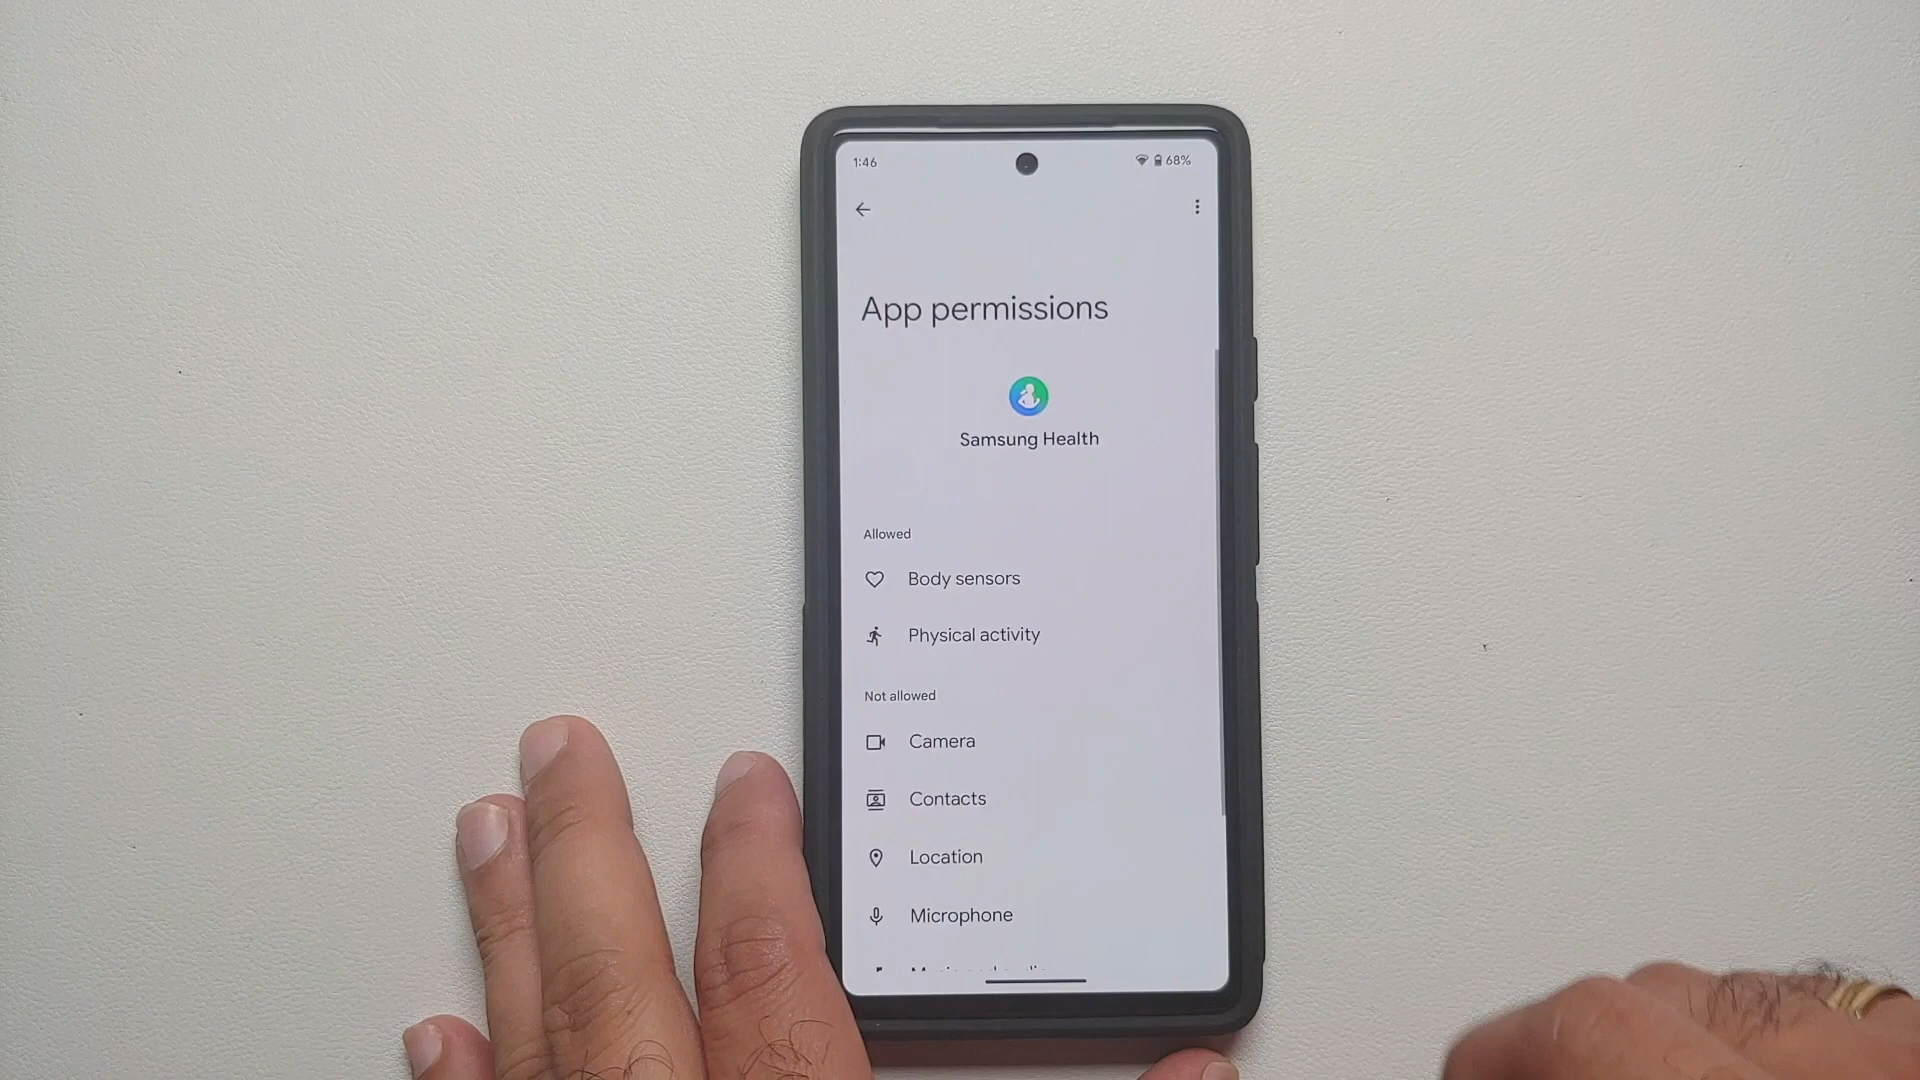 1:46
68%
App permissions
Samsung Health
Allowed
Body sensors
Physical activity
Not allowed
Camera
Contacts
Location
Microphone